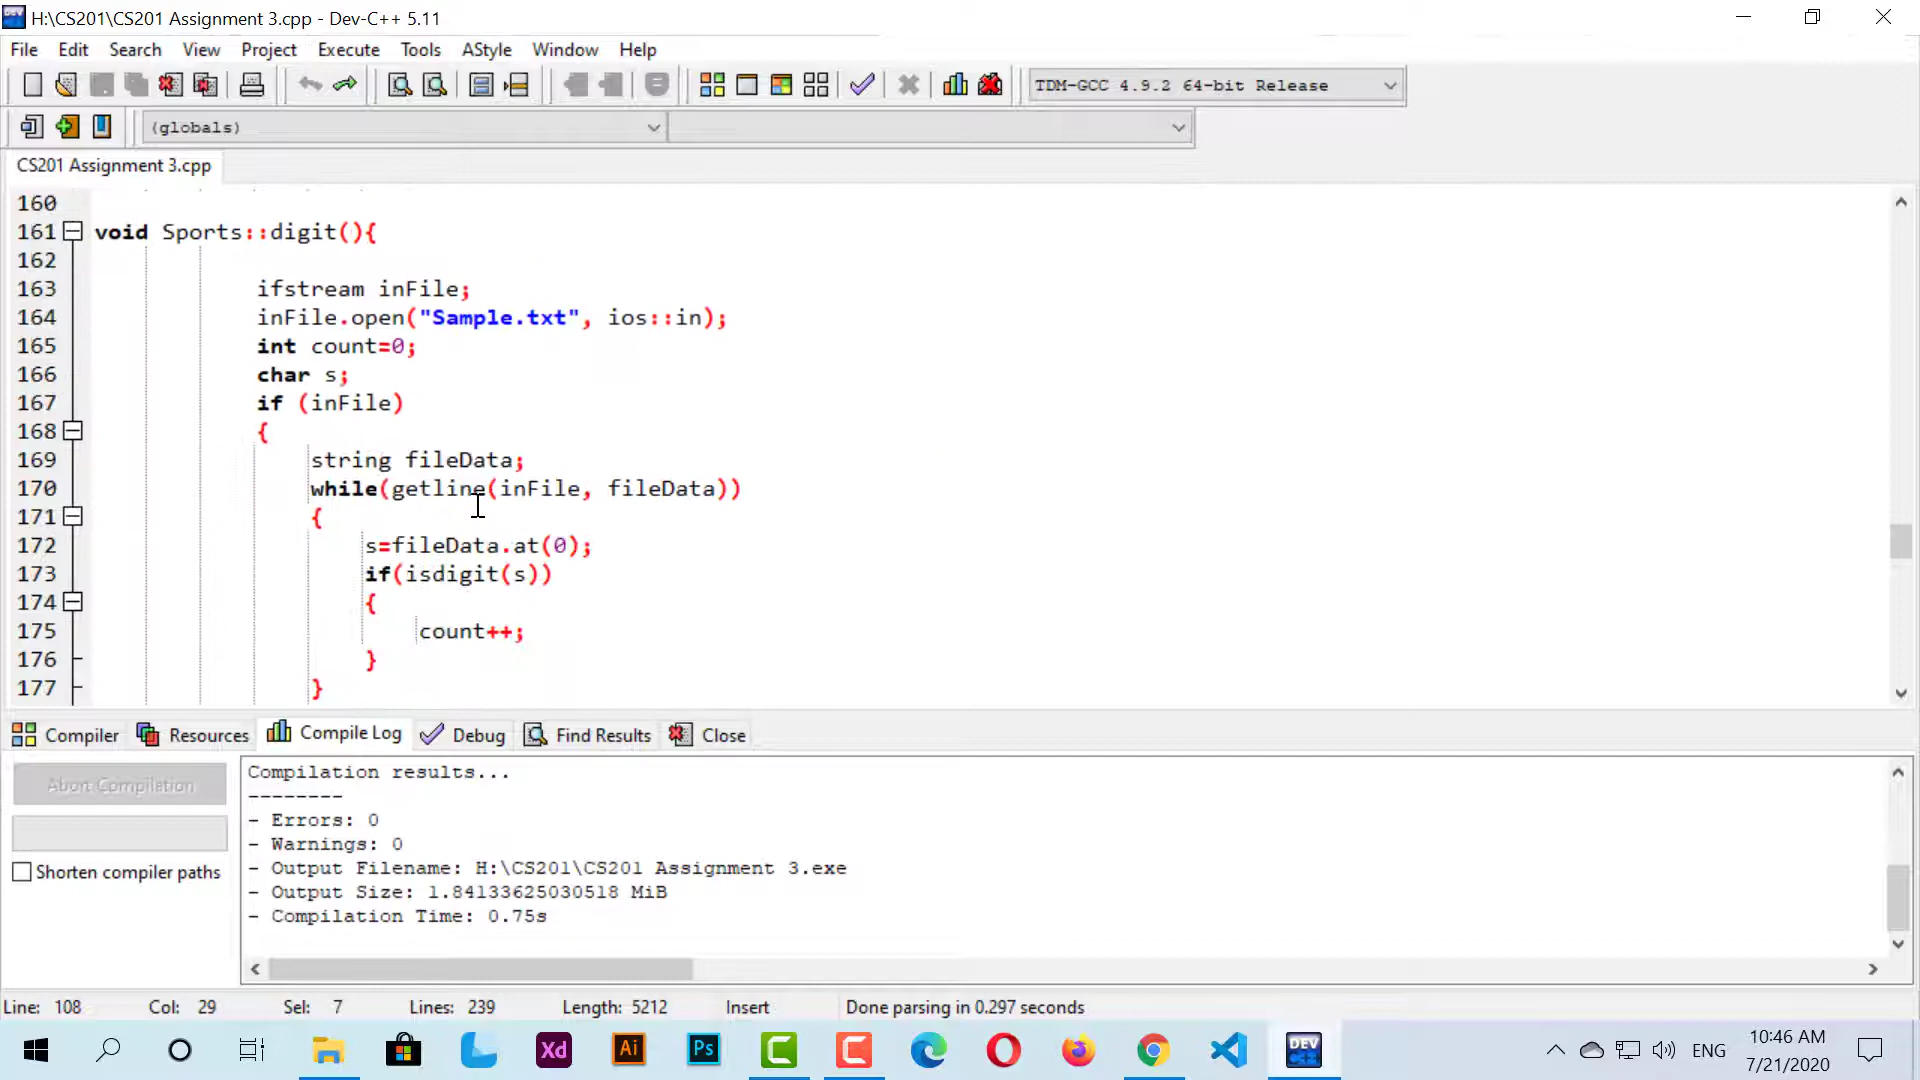 H:\CS201\CS201 Assignment 3.cpp - Dev-C++ 5.11
File Edit Search View Project Execute Tools AStyle Window Help
TDM-GCC 4.9.2 64-bit Release
(globals)
CS201 Assignment 3.cpp
160
161 void Sports::digit(){
162
163 ifstream inFile;
164 inFile.open("Sample.txt", ios::in);
165 int count=0;
166 char s;
167 if (inFile)
168 {
169 string fileData;
170 while(getline(inFile, fileData))
171 {
172 s=fileData.at(0);
173 if(isdigit(s))
174 {
175 count++;
176 }
177 }
Compiler Resources Compile Log Debug Find Results Close
Abort Compilation
Shorten compiler paths
Compilation results...
--------
- Errors: 0
- Warnings: 0
- Output Filename: H:\CS201\CS201 Assignment 3.exe
- Output Size: 1.84133625030518 MiB
- Compilation Time: 0.75s
Line: 108 Col: 29 Sel: 7 Lines: 239 Length: 5212 Insert Done parsing in 0.297 seconds
Xd Ai Ps DEV C++ ENG
10:46 AM
7/21/2020